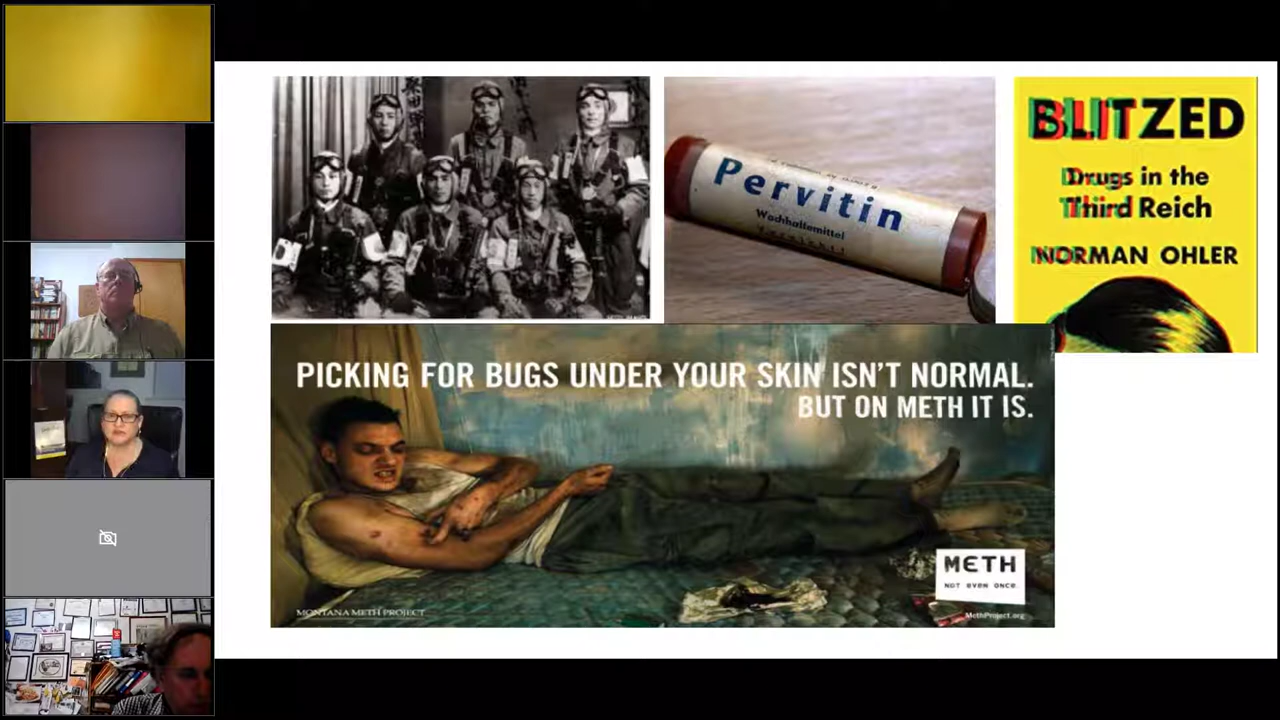 Pervitin
Wachhaltemittel
BLITZED
Drugs in the
Third Reich
NORMAN OHLER
PICKING FOR BUGS UNDER YOUR SKIN ISN'T NORMAL.
BUT ON METH IT IS.
METH
NOT EVEN ONCE.
MONTANA METH PROJECT
MethProject.org